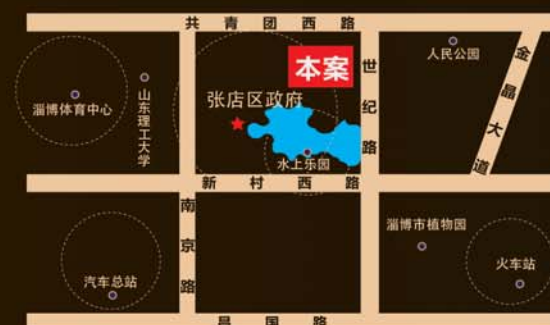 共青团西路
本案
世纪路
人民公园
金晶大道
张店区政府
淄博体育中心
山东理工大学
水上乐园
新村西路
南京路
淄博市植物园
火车站
汽车总站
昌国路